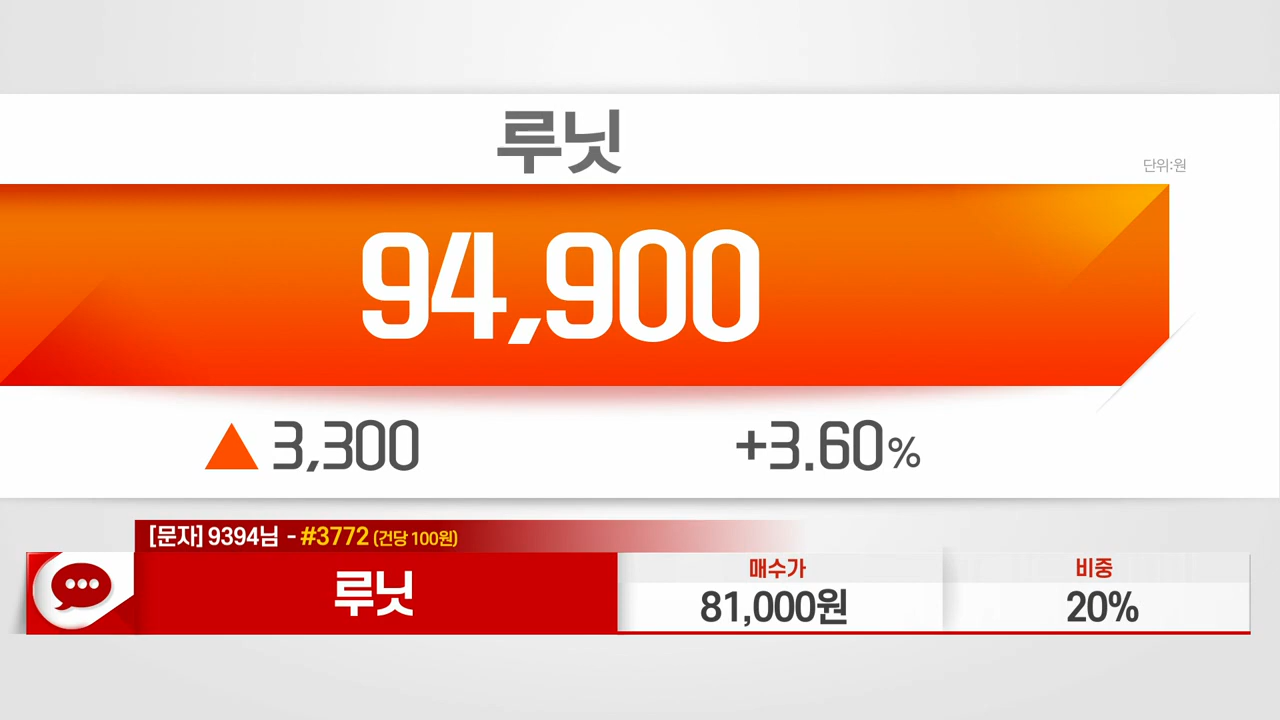 루닛
단위:원
94,900
▲ 3,300 +3.60%
[문자] 9394님 - #3772 (건당 100원)
루닛
매수가
81,000원
비중
20%